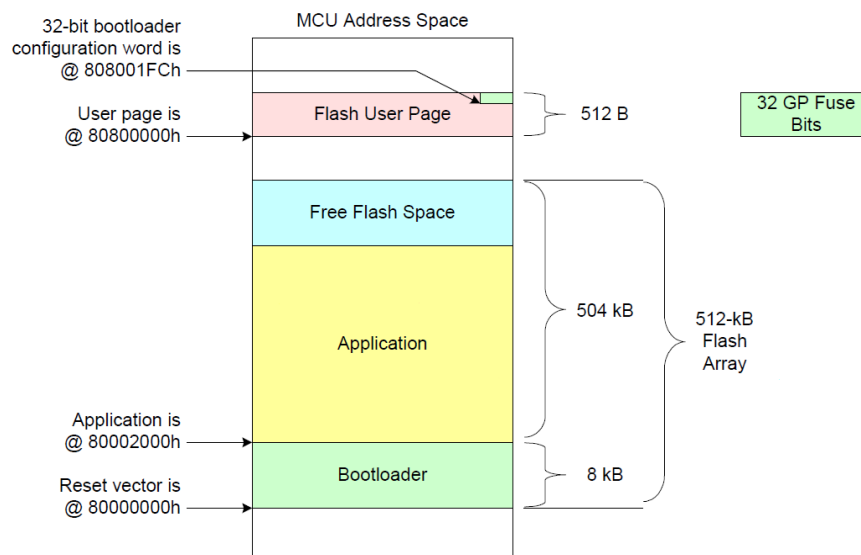 MCU Address Space
32-bit bootloader
configuration word is
@ 808001FCh
User page is
@ 80800000h
Flash User Page
512 B
32 GP Fuse
Bits
Free Flash Space
Application
504 kB
512-kB
Flash
Array
Application is
@ 80002000h
Bootloader
8 kB
Reset vector is
@ 80000000h